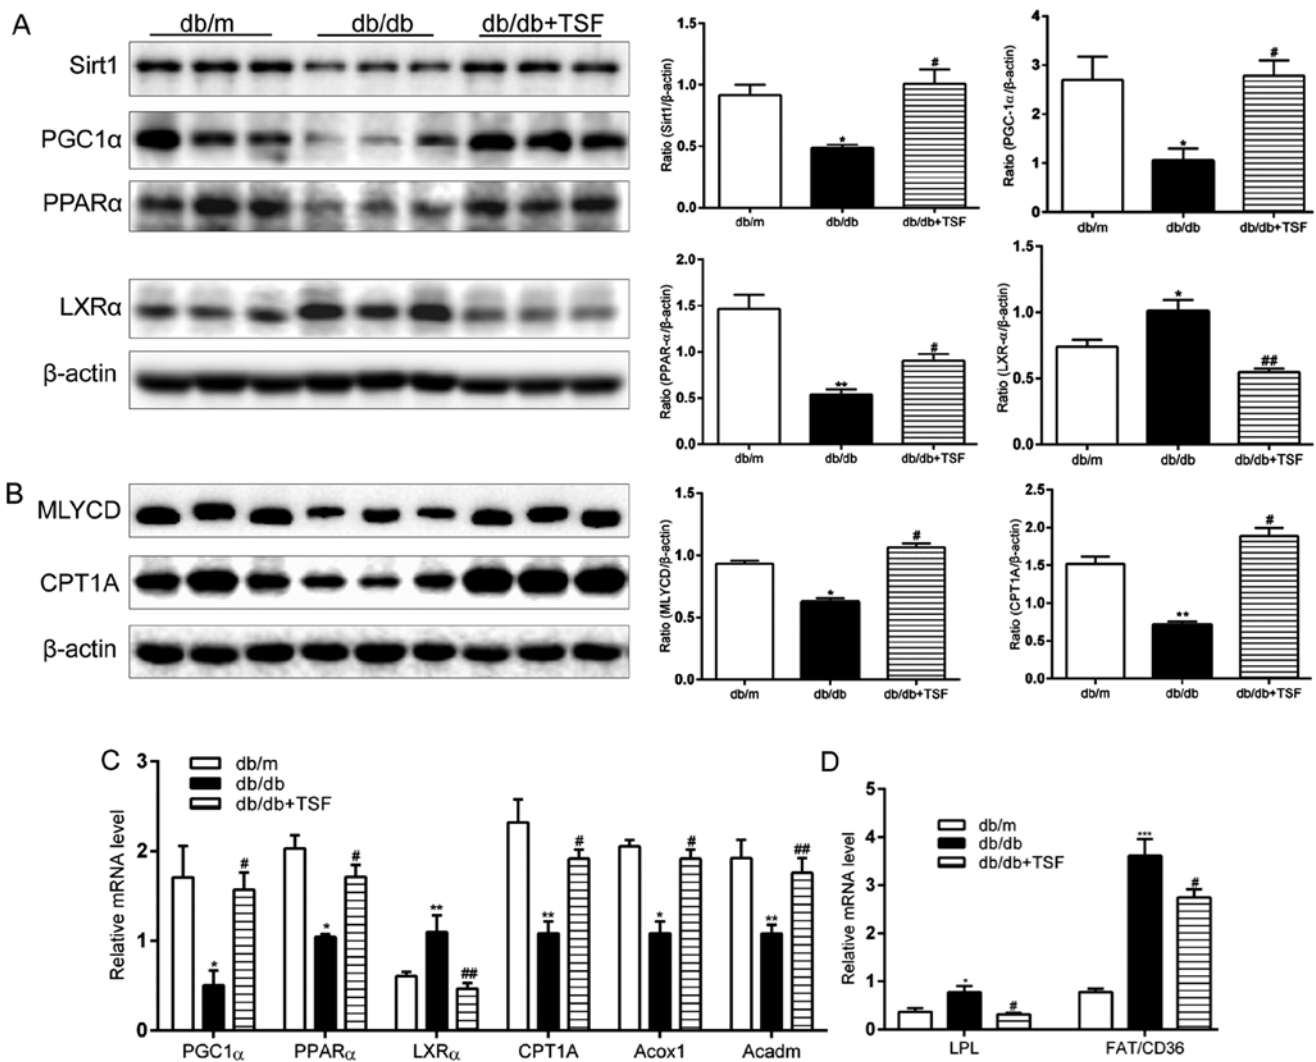 A
db/m
db/db
db/db+TSF
Sirt1
PGC1α
PPARα
LXRα
β-actin
Ratio (Sirt1/β-actin)
1.5
1.0
0.5
0.0
*
#
db/m
db/db
db/db+TSF
Ratio (PGC-1α/β-actin)
4
3
2
1
0
*
#
db/m
db/db
db/db+TSF
Ratio (PPAR-α/β-actin)
2.0
1.5
1.0
0.5
0.0
**
#
db/m
db/db
db/db+TSF
Ratio (LXR-α/β-actin)
1.5
1.0
0.5
0.0
*
##
db/m
db/db
db/db+TSF
B
MLYCD
CPT1A
β-actin
Ratio (MLYCD/β-actin)
1.5
1.0
0.5
0.0
*
#
db/m
db/db
db/db+TSF
Ratio (CPT1A/β-actin)
2.5
2.0
1.5
1.0
0.5
0.0
**
#
db/m
db/db
db/db+TSF
C
db/m
db/db
db/db+TSF
Relative mRNA level
3
2
1
0
*
#
*
#
**
##
**
#
*
#
**
##
PGC1α
PPARα
LXRα
CPT1A
Acox1
Acadm
D
db/m
db/db
db/db+TSF
Relative mRNA level
5
4
3
2
1
0
*
#
***
#
LPL
FAT/CD36